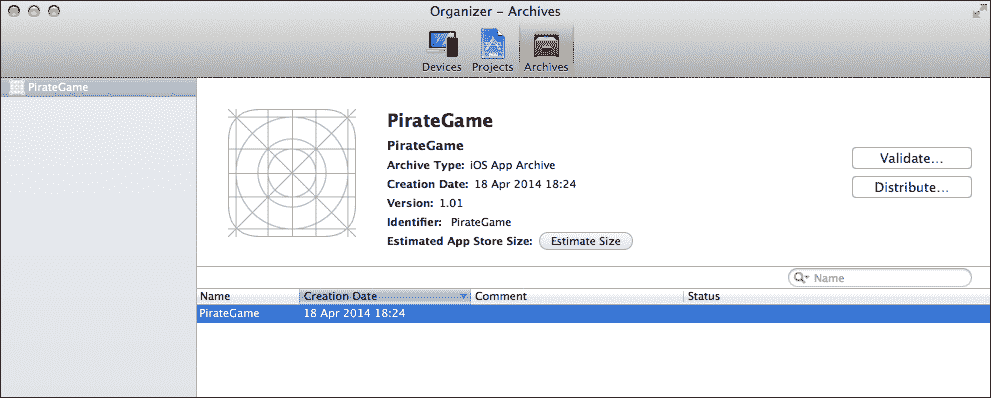 Organizer – Archives
Devices Projects Archives
PirateGame
PirateGame
PirateGame
Archive Type: iOS App Archive
Creation Date: 18 Apr 2014 18:24
Version: 1.01
Identifier: PirateGame
Estimated App Store Size: Estimate Size
Validate...
Distribute...
Name
Name Creation Date Comment Status
PirateGame 18 Apr 2014 18:24